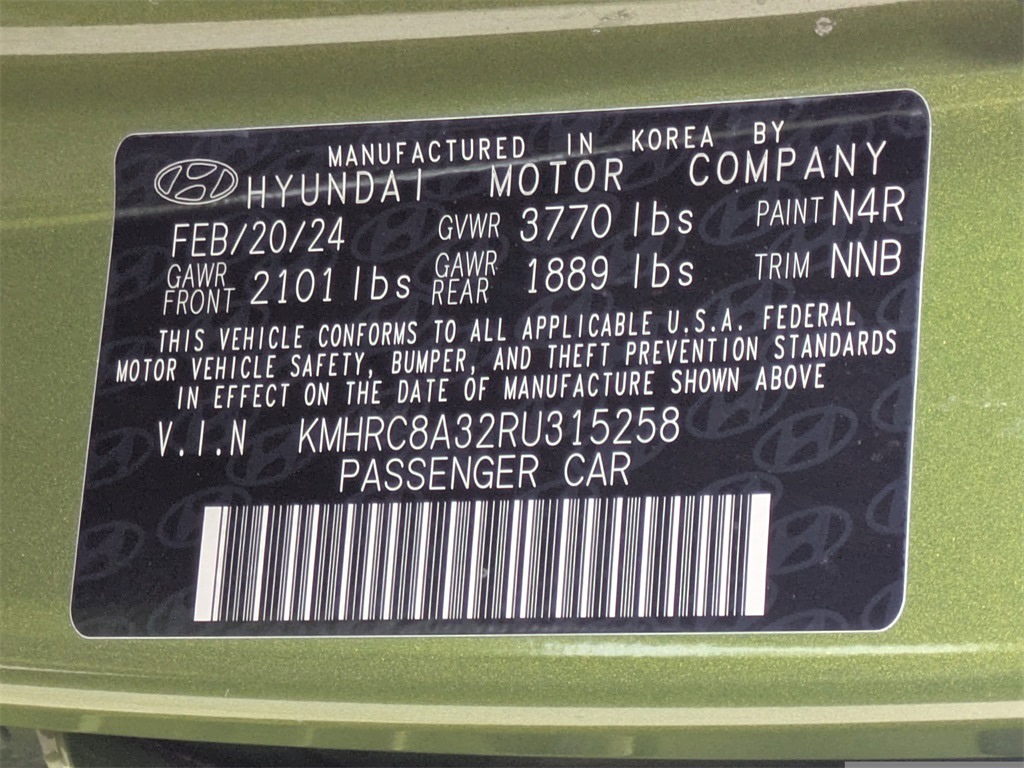 MANUFACTURED IN KOREA BY
HYUNDAI MOTOR COMPANY
FEB/20/24 GVWR 3770 lbs PAINT N4R
GAWR FRONT 2101 lbs GAWR REAR 1889 lbs TRIM NNB
THIS VEHICLE CONFORMS TO ALL APPLICABLE U.S.A. FEDERAL
MOTOR VEHICLE SAFETY, BUMPER, AND THEFT PREVENTION STANDARDS
IN EFFECT ON THE DATE OF MANUFACTURE SHOWN ABOVE
V.I.N KMHRC8A32RU315258
PASSENGER CAR